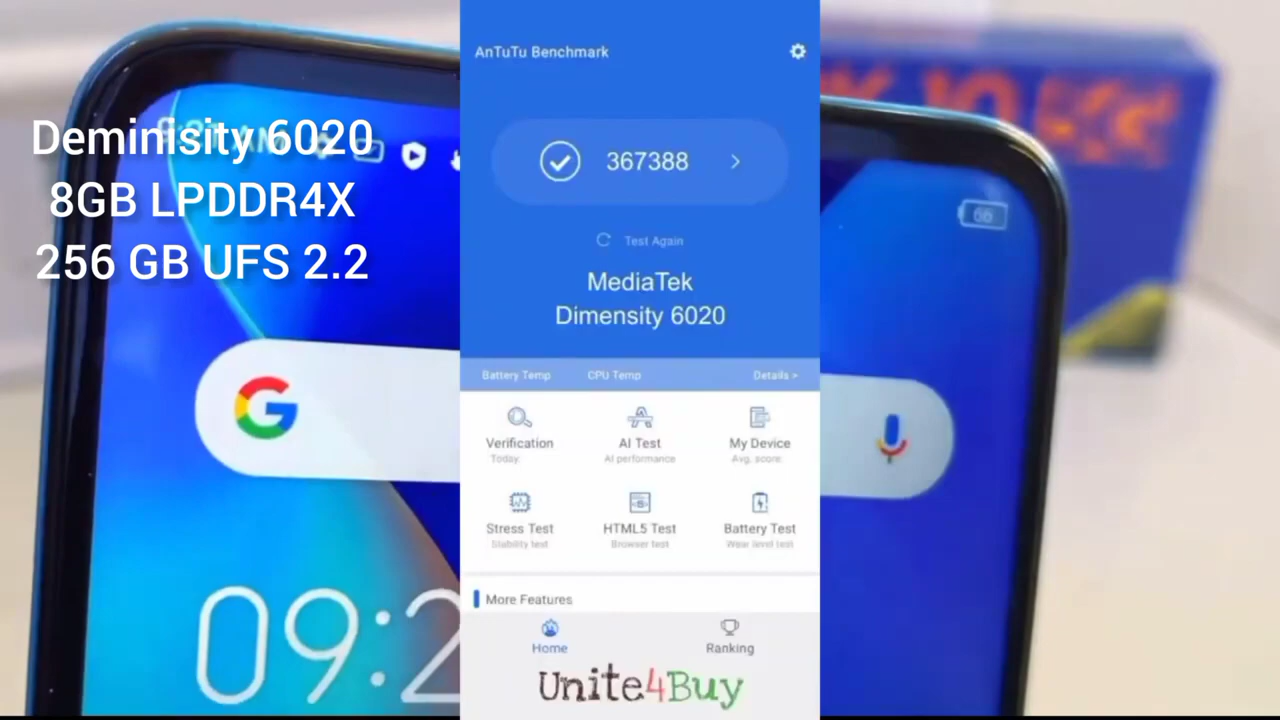 Deminisity 6020
8GB LPDDR4X
256 GB UFS 2.2
AnTuTu Benchmark
367388
Test Again
MediaTek
Dimensity 6020
Battery Temp CPU Temp Details >
Verification AI Test My Device
Today AI performance Avg. score
Stress Test HTML5 Test Battery Test
Stability test Browser test Wear level test
More Features
Home Ranking
Unite4Buy
G
68
09:2